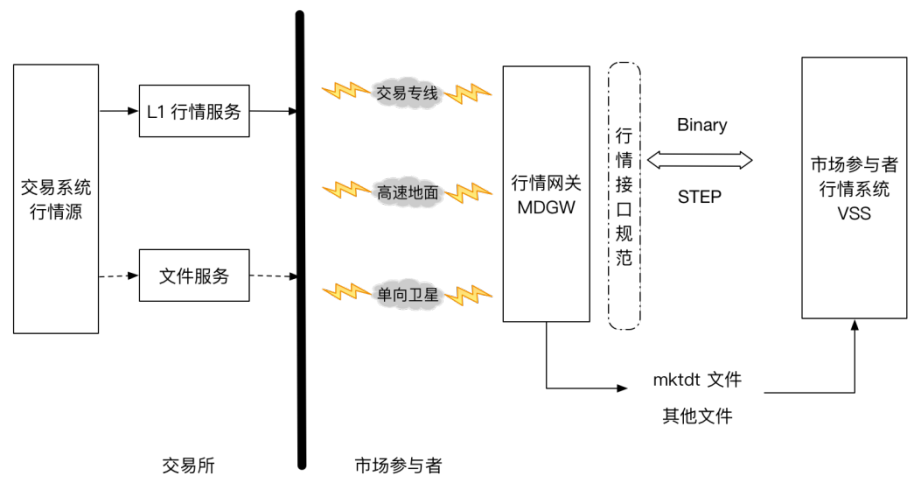 交易系统
行情源
L1 行情服务
文件服务
交易专线
高速地面
单向卫星
行情网关
MDGW
行情接口规范
Binary
STEP
市场参与者
行情系统
VSS
mktdt 文件
其他文件
交易所
市场参与者